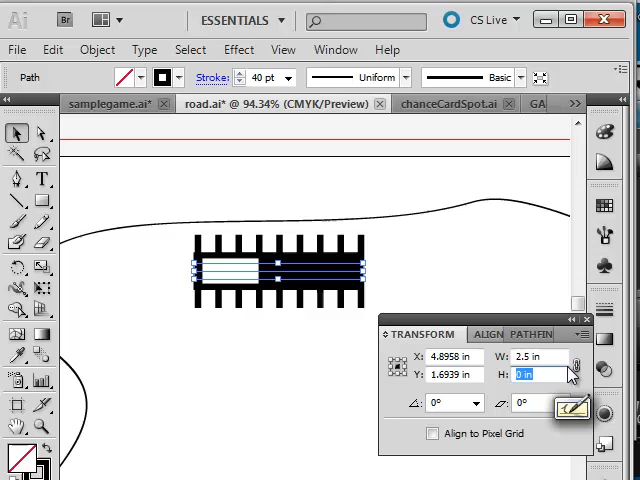 Ai Br ESSENTIALS CS Live
File Edit Object Type Select Effect View Window Help
Path Stroke: 40 pt Uniform Basic
samplegame.ai* road.ai* @ 94.34% (CMYK/Preview) chanceCardSpot.ai GA
TRANSFORM ALIGN PATHFIN
X: 4.8958 in W: 2.5 in
Y: 1.6939 in H: 0 in
0° 0°
Align to Pixel Grid